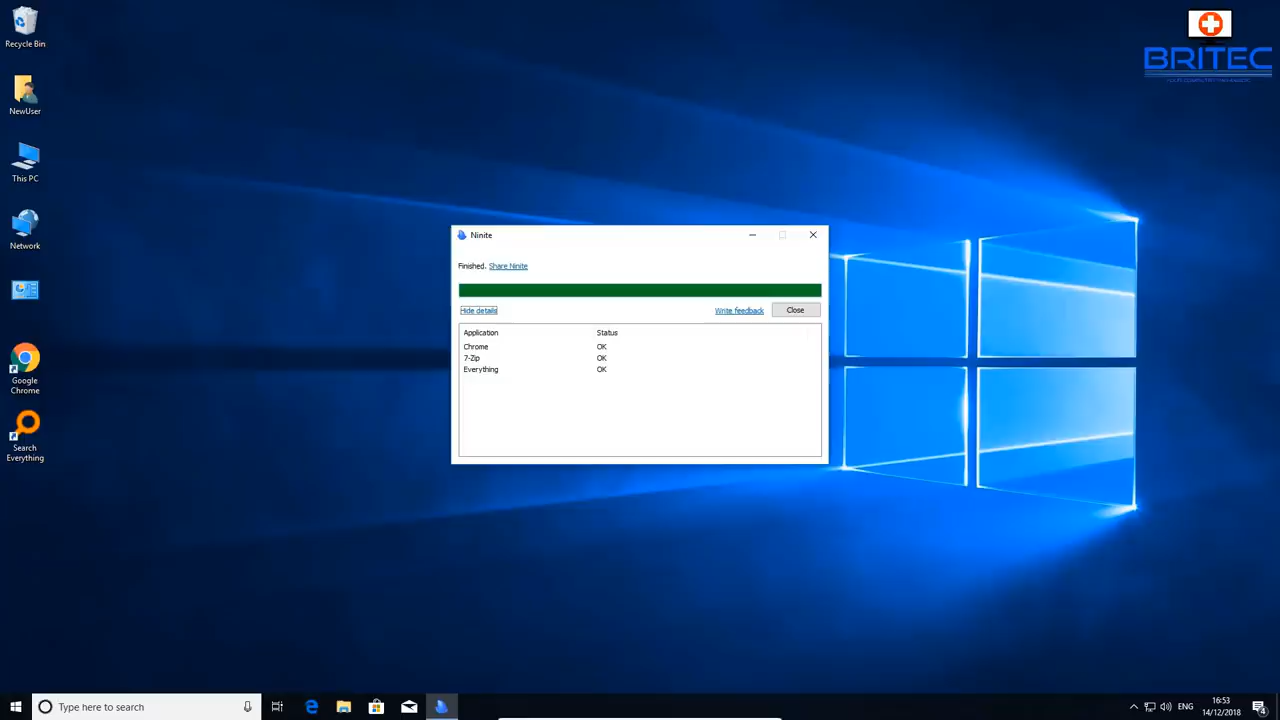 Recycle Bin
NewUser
This PC
Network
Google
Chrome
Search
Everything
BRITEC
Ninite
Finished. Share Ninite
Hide details
Write feedback
Close
Application Status
Chrome OK
7-Zip OK
Everything OK
Type here to search
ENG
16:53
14/12/2018
4